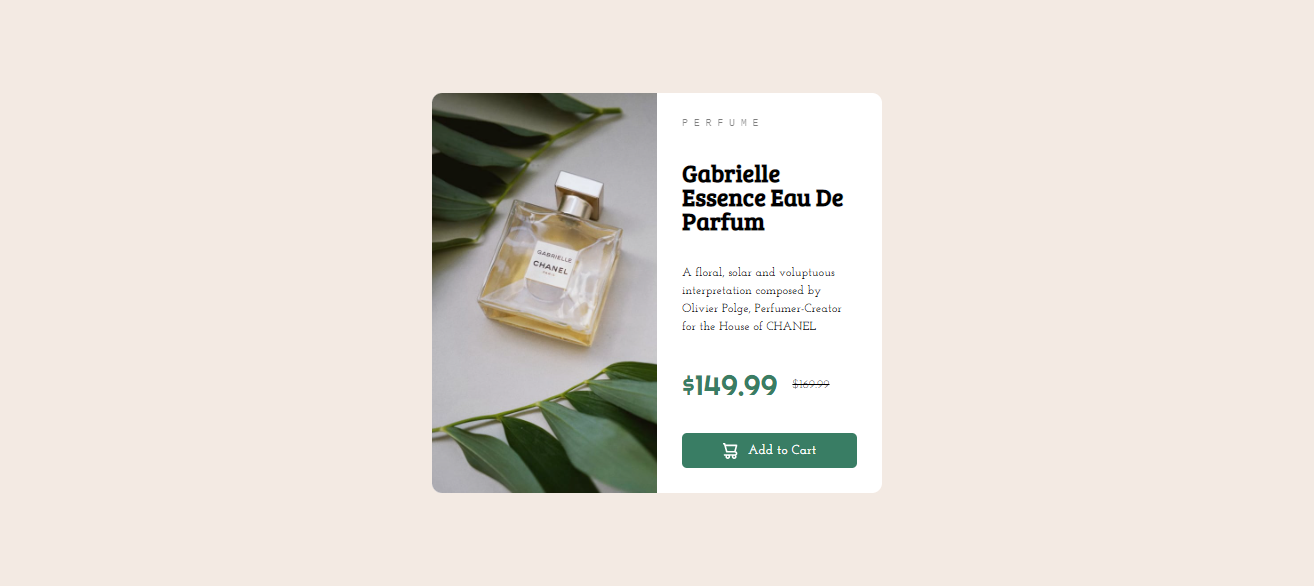 GABRIELLE
CHANEL
PERFUME
Gabrielle
Essence Eau De
Parfum
A floral, solar and voluptuous
interpretation composed by
Olivier Polge, Perfumer-Creator
for the House of CHANEL
$149.99 $169.99
Add to Cart